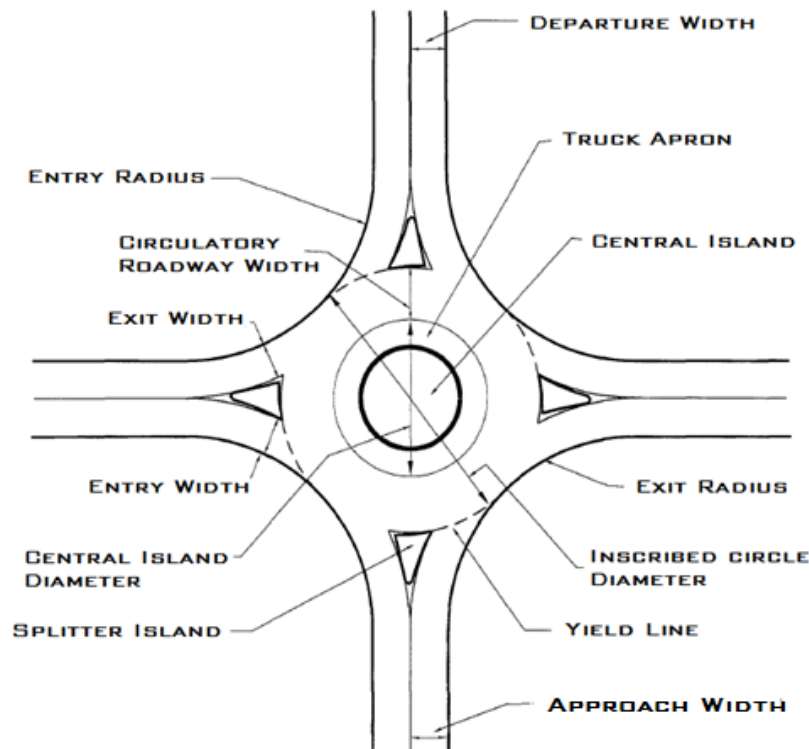 DEPARTURE WIDTH
TRUCK APRON
ENTRY RADIUS
CIRCULATORY
ROADWAY WIDTH
CENTRAL ISLAND
EXIT WIDTH
ENTRY WIDTH
EXIT RADIUS
CENTRAL ISLAND
DIAMETER
INSCRIBED CIRCLE
DIAMETER
SPLITTER ISLAND
YIELD LINE
APPROACH WIDTH